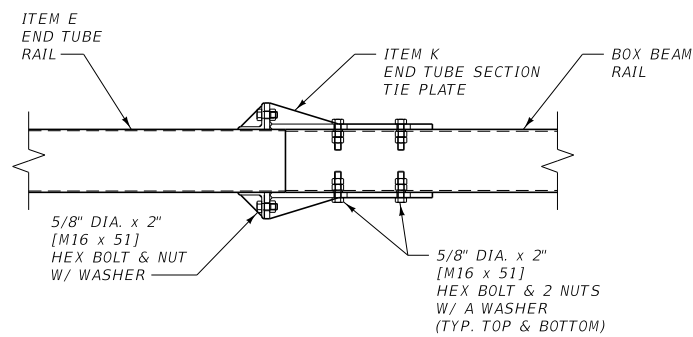 ITEM E
END TUBE
RAIL
ITEM K
END TUBE SECTION
TIE PLATE
BOX BEAM
RAIL
5/8" DIA. x 2"
[M16 x 51]
HEX BOLT & NUT
W/ WASHER
5/8" DIA. x 2"
[M16 x 51]
HEX BOLT & 2 NUTS
W/ A WASHER
(TYP. TOP & BOTTOM)